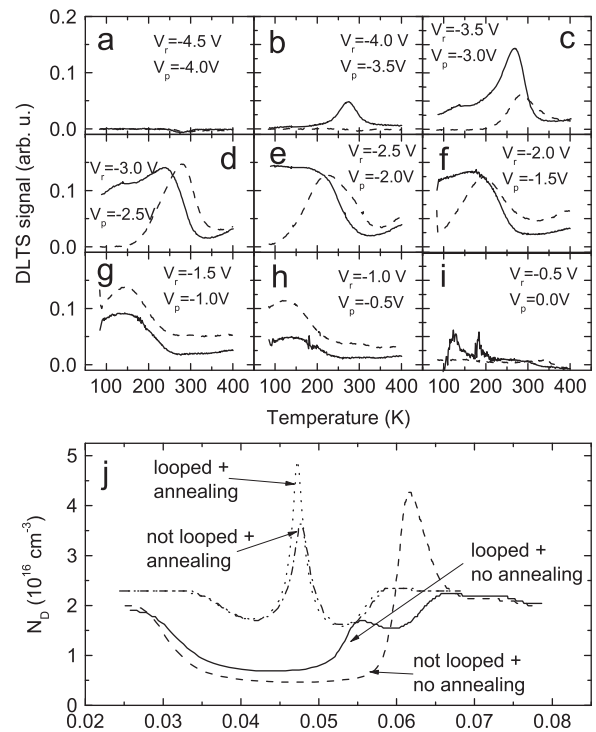 a
V_r=-4.5 V
V_p=-4.0V
b
V_r=-4.0 V
V_p=-3.5V
c
V_r=-3.5 V
V_p=-3.0V
0.2
0.1
0.0
d
V_r=-3.0 V
V_p=-2.5V
e
V_r=-2.5 V
V_p=-2.0V
f
V_r=-2.0 V
V_p=-1.5V
0.1
0.0
DLTS signal (arb. u.)
g
V_r=-1.5 V
V_p=-1.0V
h
V_r=-1.0 V
V_p=-0.5V
i
V_r=-0.5 V
V_p=0.0V
0.1
0.0
100 200 300 400 100 200 300 400 100 200 300 400
Temperature (K)
j
5
4
3
2
1
0
N_D (10^16 cm^-3)
looped +
annealing
not looped +
annealing
looped +
no annealing
not looped +
no annealing
0.02 0.03 0.04 0.05 0.06 0.07 0.08